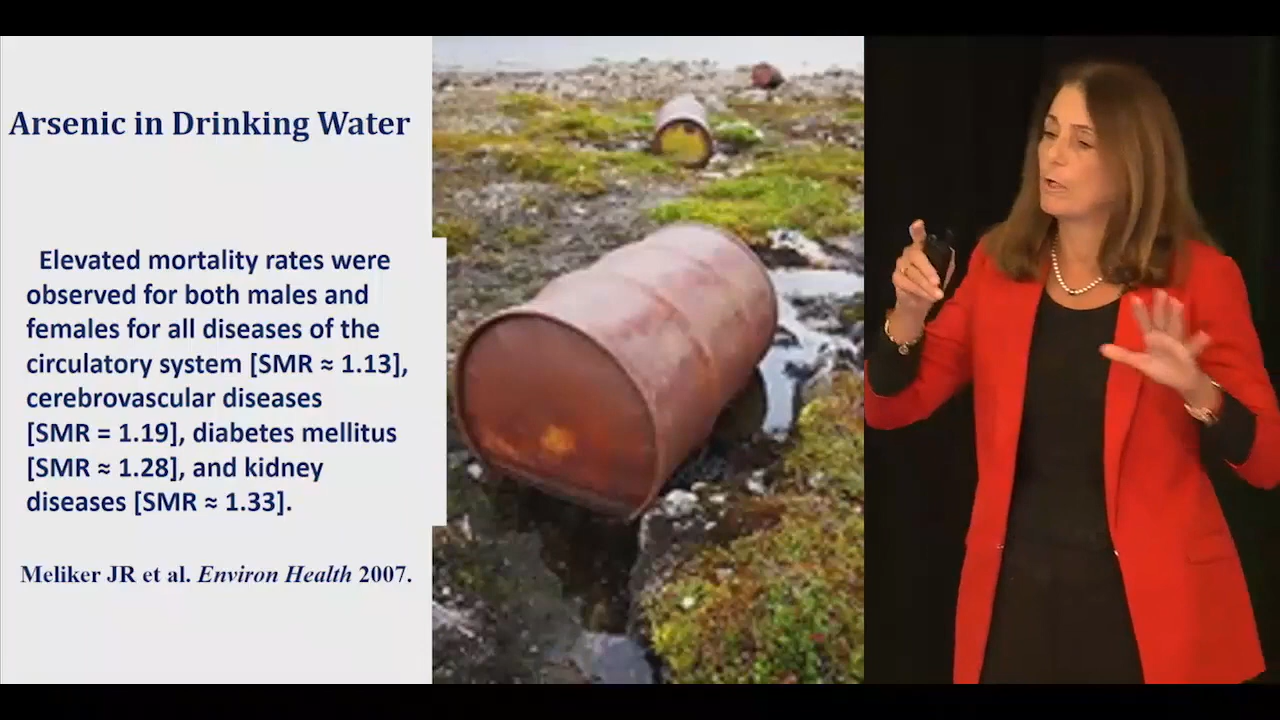 Arsenic in Drinking Water
Elevated mortality rates were
observed for both males and
females for all diseases of the
circulatory system [SMR ≈ 1.13],
cerebrovascular diseases
[SMR = 1.19], diabetes mellitus
[SMR ≈ 1.28], and kidney
diseases [SMR ≈ 1.33].
Meliker JR et al. Environ Health 2007.